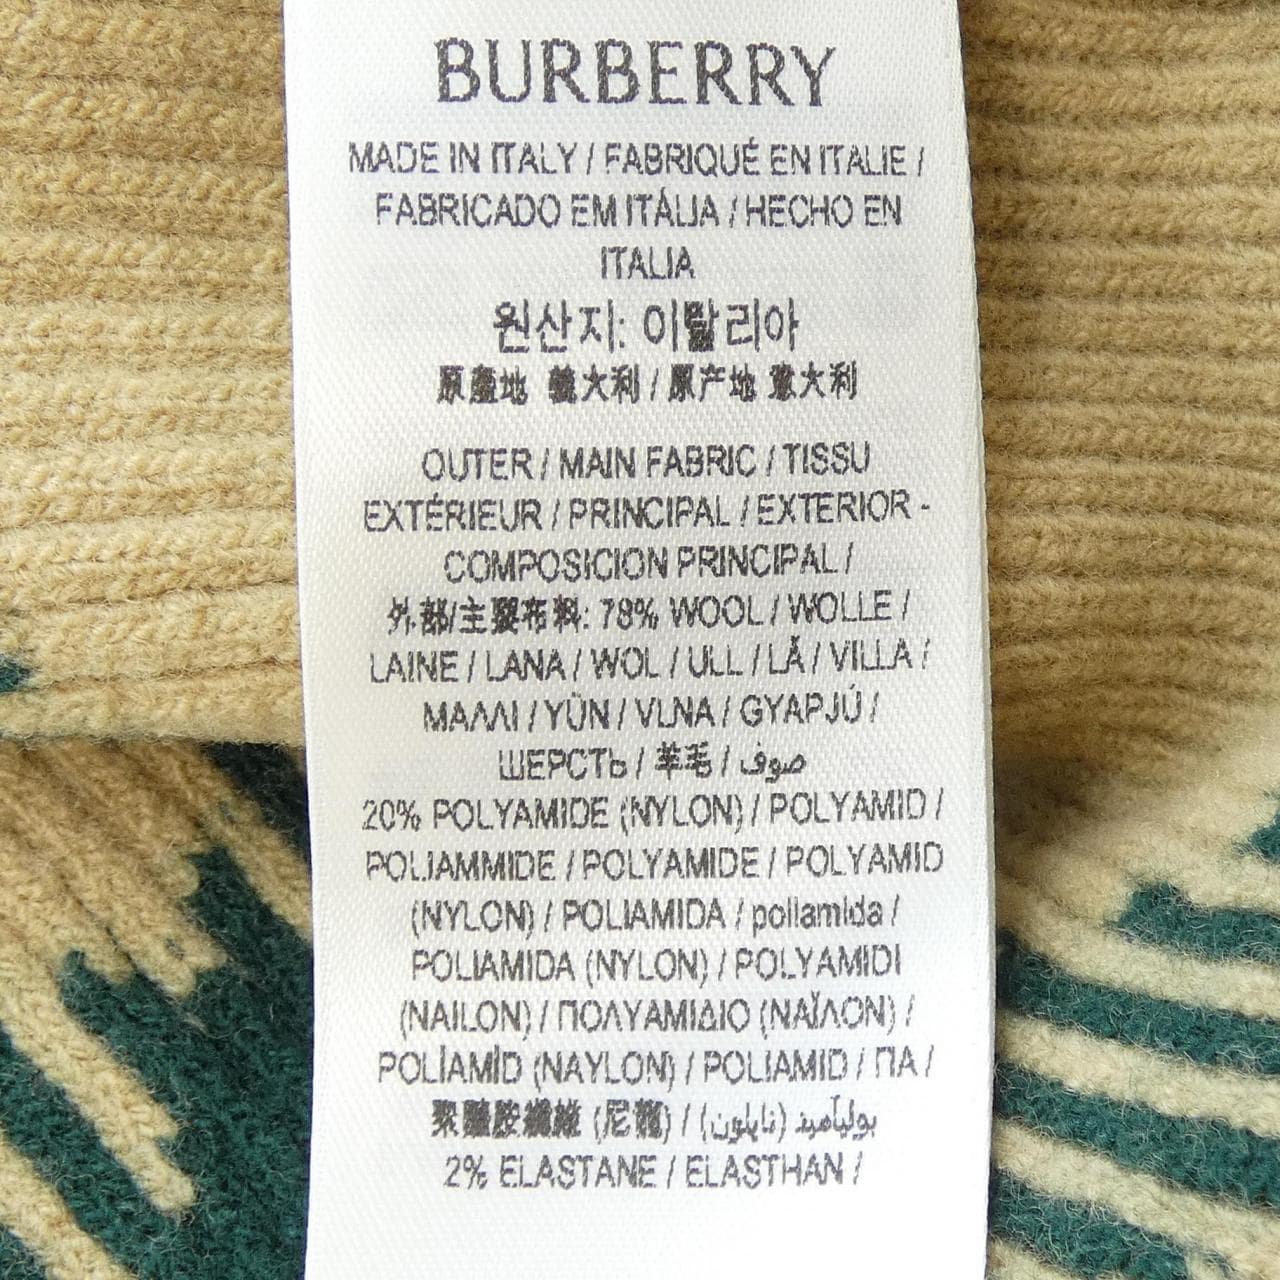 BURBERRY
MADE IN ITALY / FABRIQUÉ EN ITALIE /
FABRICADO EM ITÁLIA / HECHO EN
ITALIA
원산지: 이탈리아
原產地 義大利 / 原产地 意大利
OUTER / MAIN FABRIC / TISSU
EXTÉRIEUR / PRINCIPAL / EXTERIOR -
COMPOSICION PRINCIPAL /
外部/主要布料: 78% WOOL / WOLLE /
LAINE / LANA / WOL / ULL / LÅ / VILLA /
ΜΑΛΛΙ / YÜN / VLNA / GYAPJÚ /
ШЕРСТЬ / 羊毛 / صوف
20% POLYAMIDE (NYLON) / POLYAMID /
POLIAMMIDE / POLYAMIDE / POLYAMID
(NYLON) / POLIAMIDA / poliamida /
POLIAMIDA (NYLON) / POLYAMIDI
(NAILON) / ΠΟΛΥΑΜΙΔΙΟ (ΝΑΪΛΟΝ) /
POLİAMİD (NAYLON) / POLIAMID / ПА /
聚醯胺纖維 (尼龍) / بوليآميد (نايلون)
2% ELASTANE / ELASTHAN /